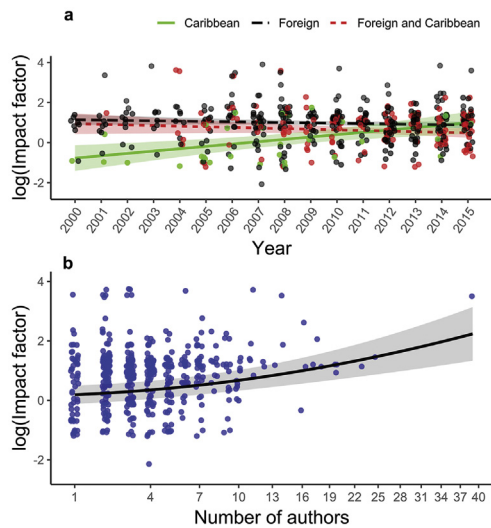 a
Caribbean Foreign Foreign and Caribbean
log(Impact factor)
4
2
0
-2
2000 2001 2002 2003 2004 2005 2006 2007 2008 2009 2010 2011 2012 2013 2014 2015
Year
b
log(Impact factor)
4
2
0
-2
1 4 7 10 13 16 19 22 25 28 31 34 37 40
Number of authors